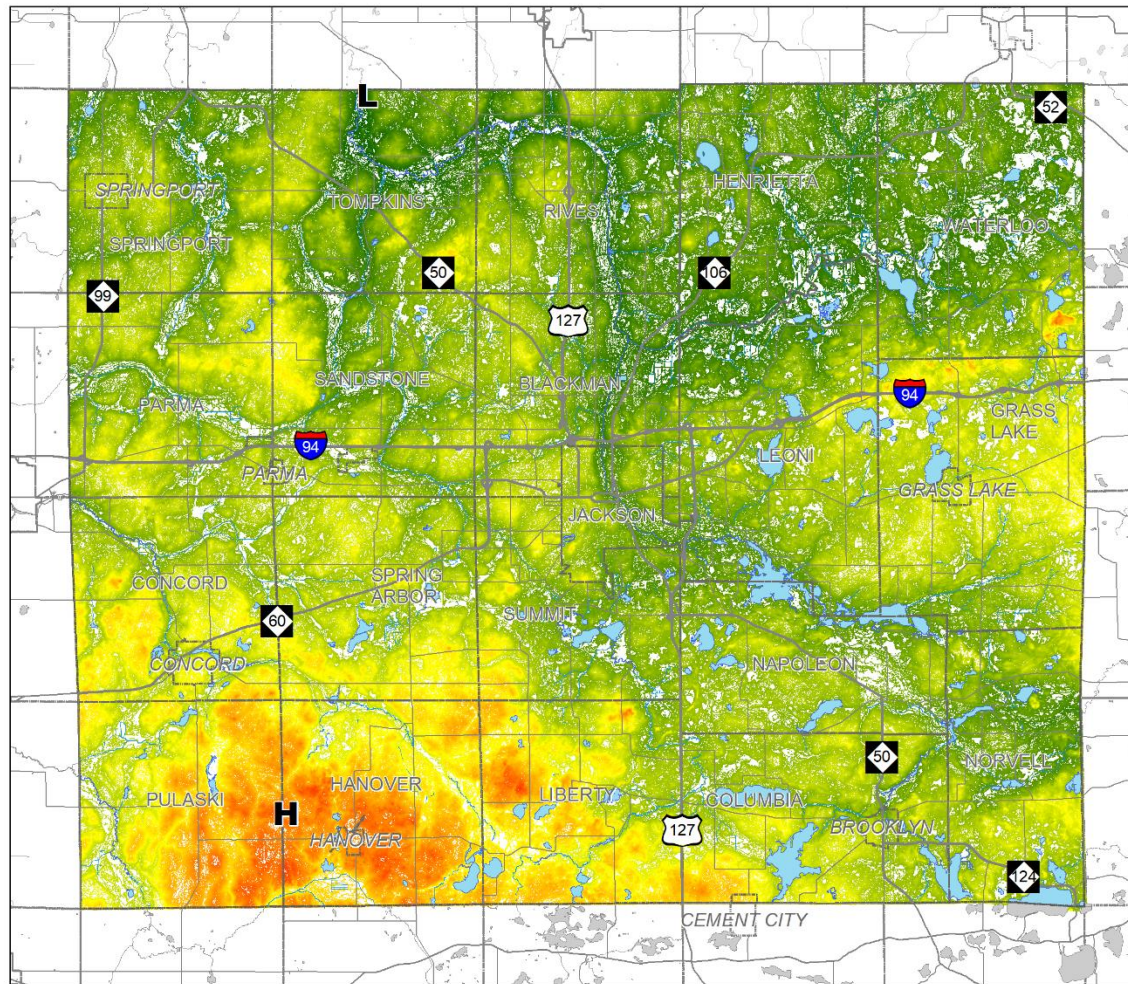 L
52
SPRINGPORT
TOMPKINS
RIVES
HENRIETTA
SPRINGPORT
WATERLOO
99
50
106
127
SANDSTONE
BLACKMAN
94
PARMA
GRASS
LAKE
94
PARMA
LEONI
GRASS LAKE
JACKSON
CONCORD
SPRING
ARBOR
SUMMIT
60
CONCORD
NAPOLEON
50
NORVELL
HANOVER
PULASKI
LIBERTY
COLUMBIA
H
127
BROOKLYN
HANOVER
124
CEMENT CITY